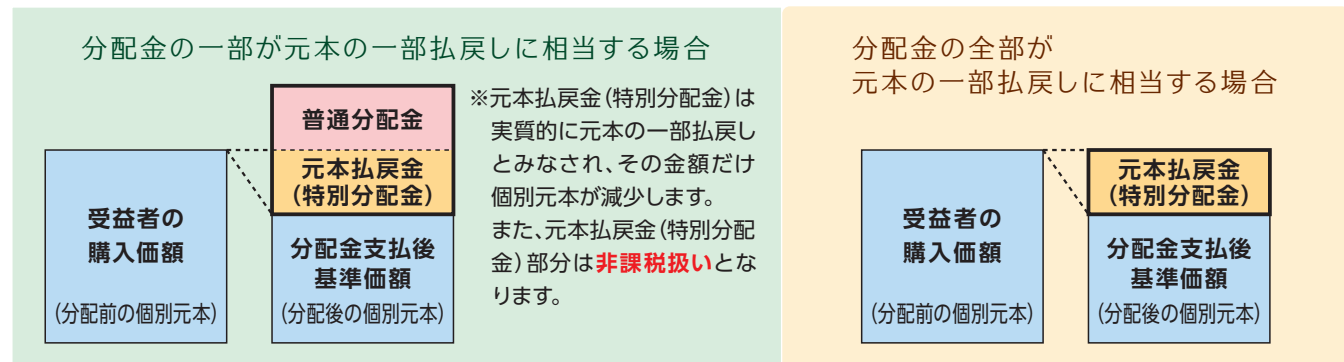 分配金の一部が元本の一部払戻しに相当する場合
受益者の
購入価額
(分配前の個別元本)
普通分配金
元本払戻金
(特別分配金)
分配金支払後
基準価額
(分配後の個別元本)
※元本払戻金(特別分配金)は
実質的に元本の一部払戻し
とみなされ、その金額だけ
個別元本が減少します。
また、元本払戻金(特別分配
金)部分は非課税扱いとな
ります。
分配金の全部が
元本の一部払戻しに相当する場合
受益者の
購入価額
(分配前の個別元本)
元本払戻金
(特別分配金)
分配金支払後
基準価額
(分配後の個別元本)